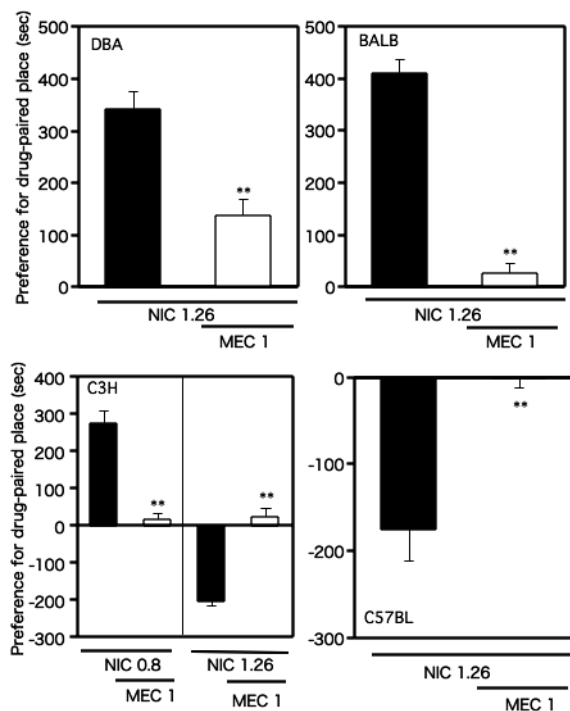 Preference for drug-paired place (sec)
500
400
300
200
100
0
DBA
**
NIC 1.26
MEC 1
500
400
300
200
100
0
BALB
**
NIC 1.26
MEC 1
Preference for drug-paired place (sec)
400
300
200
100
0
-100
-200
-300
C3H
**
**
NIC 0.8
MEC 1
NIC 1.26
MEC 1
0
-100
-200
-300
**
C57BL
NIC 1.26
MEC 1